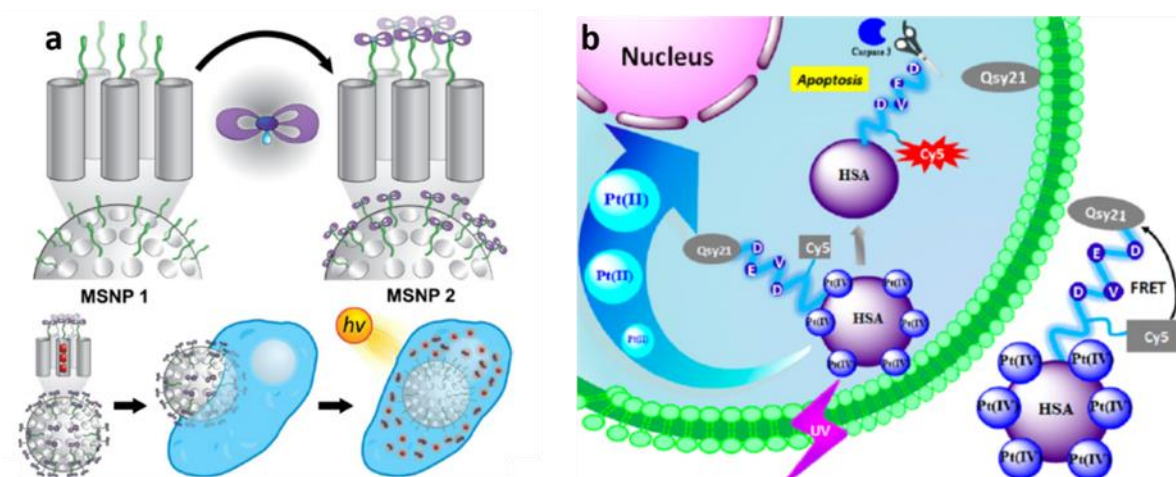 a
MSNP 1
MSNP 2
hv
b
Nucleus
Caspase 3
Apoptosis
D
E
V
D
Qsy21
Cy5
HSA
Pt(II)
Pt(II)
Pt(II)
Qsy21
D
V
E
D
Cy5
Pt(IV)
Pt(IV)
Pt(IV)
HSA
Pt(IV)
Pt(IV)
Pt(IV)
UV
Qsy21
D
E
V
D
FRET
Cy5
Pt(IV)
Pt(IV)
Pt(IV)
HSA
Pt(IV)
Pt(IV)
Pt(IV)